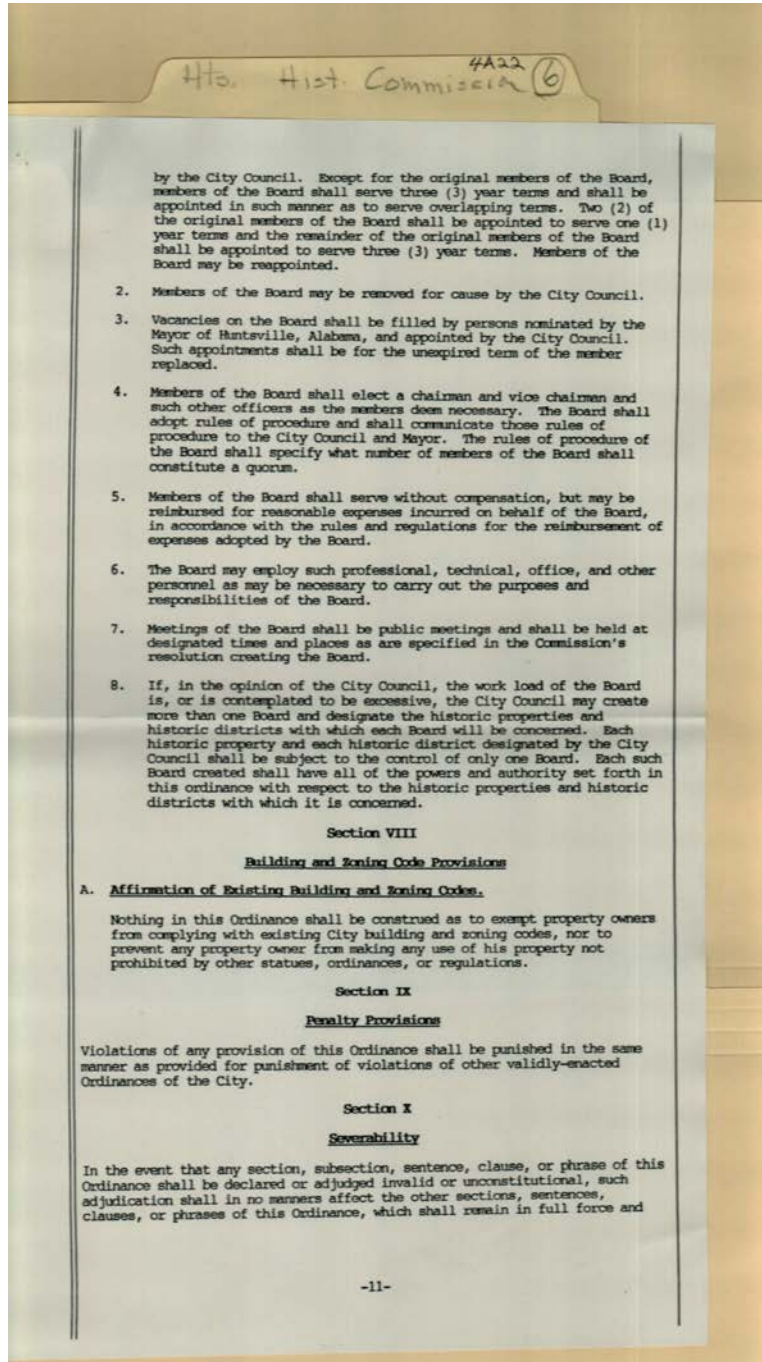 4A22
Hts. Hist. Commission 6
by the City Council. Except for the original members of the Board,
members of the Board shall serve three (3) year terms and shall be
appointed in such manner as to serve overlapping terms. Two (2) of
the original members of the Board shall be appointed to serve one (1)
year terms and the remainder of the original members of the Board
shall be appointed to serve three (3) year terms. Members of the
Board may be reappointed.
2. Members of the Board may be removed for cause by the City Council.
3. Vacancies on the Board shall be filled by persons nominated by the
Mayor of Huntsville, Alabama, and appointed by the City Council.
Such appointments shall be for the unexpired term of the member
replaced.
4. Members of the Board shall elect a chairman and vice chairman and
such other officers as the members deem necessary. The Board shall
adopt rules of procedure and shall communicate those rules of
procedure to the City Council and Mayor. The rules of procedure of
the Board shall specify what number of members of the Board shall
constitute a quorum.
5. Members of the Board shall serve without compensation, but may be
reimbursed for reasonable expenses incurred on behalf of the Board,
in accordance with the rules and regulations for the reimbursement of
expenses adopted by the Board.
6. The Board may employ such professional, technical, office, and other
personnel as may be necessary to carry out the purposes and
responsibilities of the Board.
7. Meetings of the Board shall be public meetings and shall be held at
designated times and places as are specified in the Commission's
resolution creating the Board.
8. If, in the opinion of the City Council, the work load of the Board
is, or is contemplated to be excessive, the City Council may create
more than one Board and designate the historic properties and
historic districts with which each Board will be concerned. Each
historic property and each historic district designated by the City
Council shall be subject to the control of only one Board. Each such
Board created shall have all of the powers and authority set forth in
this ordinance with respect to the historic properties and historic
districts with which it is concerned.
Section VIII
Building and Zoning Code Provisions
A. Affirmation of Existing Building and Zoning Codes.
Nothing in this Ordinance shall be construed as to exempt property owners
from complying with existing City building and zoning codes, nor to
prevent any property owner from making any use of his property not
prohibited by other statues, ordinances, or regulations.
Section IX
Penalty Provisions
Violations of any provision of this Ordinance shall be punished in the same
manner as provided for punishment of violations of other validly-enacted
Ordinances of the City.
Section X
Severability
In the event that any section, subsection, sentence, clause, or phrase of this
Ordinance shall be declared or adjudged invalid or unconstitutional, such
adjudication shall in no manners affect the other sections, sentences,
clauses, or phrases of this Ordinance, which shall remain in full force and
-11-